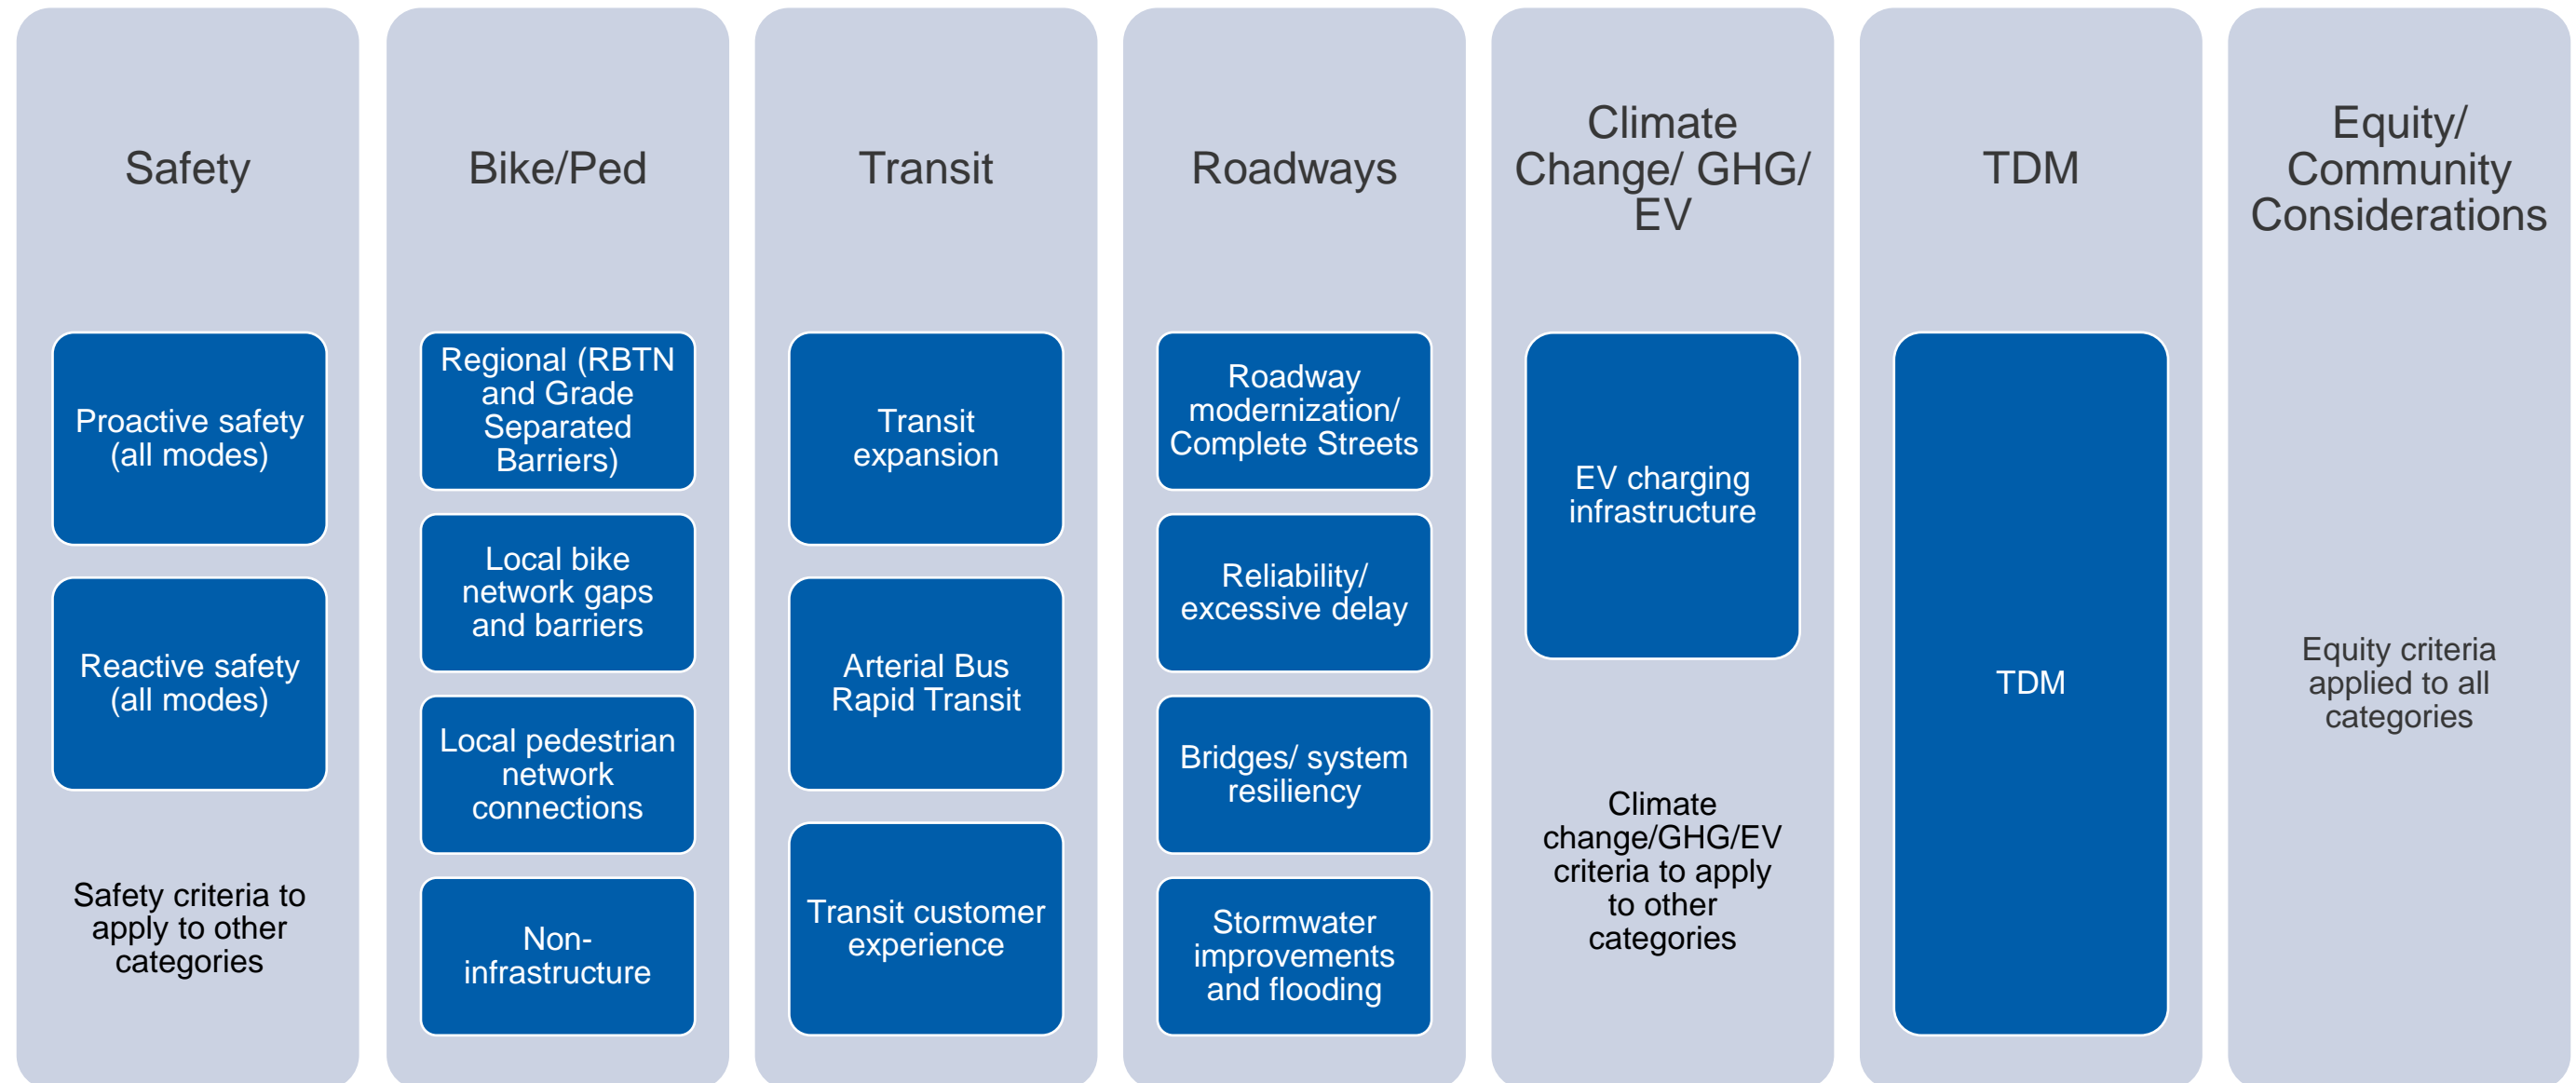 Safety
Proactive safety
(all modes)
Reactive safety
(all modes)
Safety criteria to
apply to other
categories
Bike/Ped
Regional (RBTN
and Grade
Separated
Barriers)
Local bike
network gaps
and barriers
Local pedestrian
network
connections
Non-
infrastructure
Transit
Transit
expansion
Arterial Bus
Rapid Transit
Transit customer
experience
Roadways
Roadway
modernization/
Complete Streets
Reliability/
excessive delay
Bridges/ system
resiliency
Stormwater
improvements
and flooding
Climate
Change/ GHG/
EV
EV charging
infrastructure
Climate
change/GHG/EV
criteria to apply
to other
categories
TDM
TDM
Equity/
Community
Considerations
Equity criteria
applied to all
categories